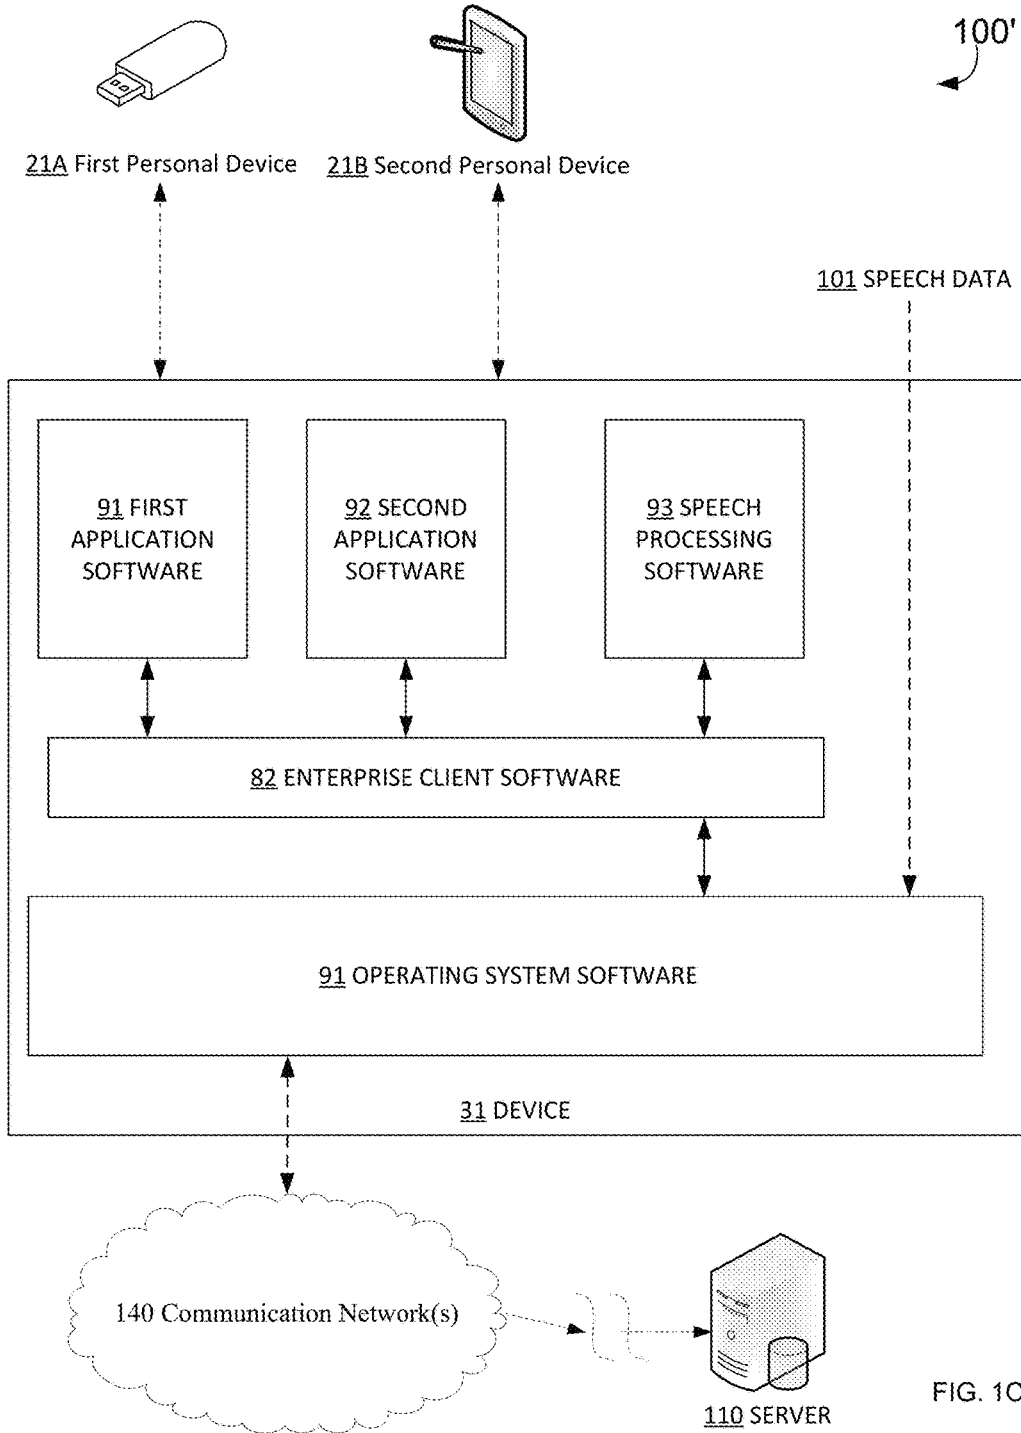 100'
21A First Personal Device
21B Second Personal Device
101 SPEECH DATA
91 FIRST
APPLICATION
SOFTWARE
92 SECOND
APPLICATION
SOFTWARE
93 SPEECH
PROCESSING
SOFTWARE
82 ENTERPRISE CLIENT SOFTWARE
91 OPERATING SYSTEM SOFTWARE
31 DEVICE
140 Communication Network(s)
110 SERVER
FIG. 1C